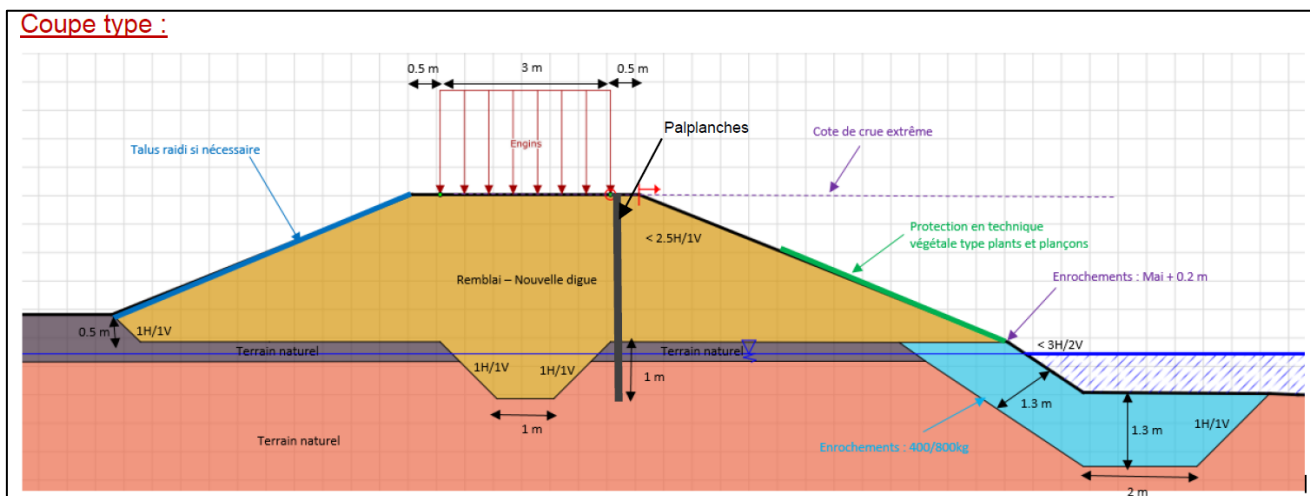 Coupe type :
0.5 m
3 m
0.5 m
Palplanches
Engins
Cote de crue extrême
Talus raidi si nécessaire
< 2.5H/1V
Protection en technique
végétale type plants et plançons
Remblai – Nouvelle digue
Enrochements : Mai + 0.2 m
0.5 m
1H/1V
Terrain naturel
Terrain naturel
< 3H/2V
1H/1V
1H/1V
1 m
1.3 m
1 m
1.3 m
1H/1V
Terrain naturel
Enrochements : 400/800kg
2 m